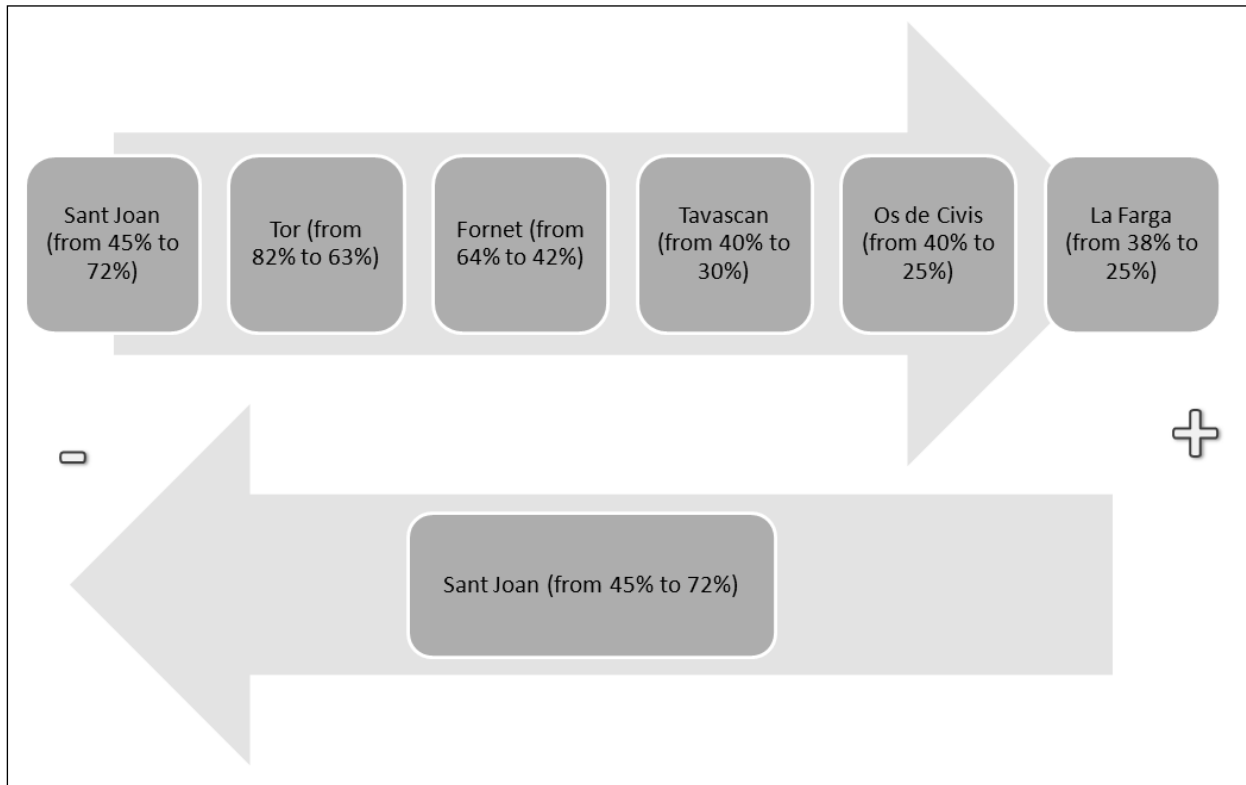 Sant Joan
(from 45% to
72%)
Tor (from
82% to 63%)
Fornet (from
64% to 42%)
Tavascan
(from 40% to
30%)
Os de Civis
(from 40% to
25%)
La Farga
(from 38% to
25%)
-
+
Sant Joan (from 45% to 72%)